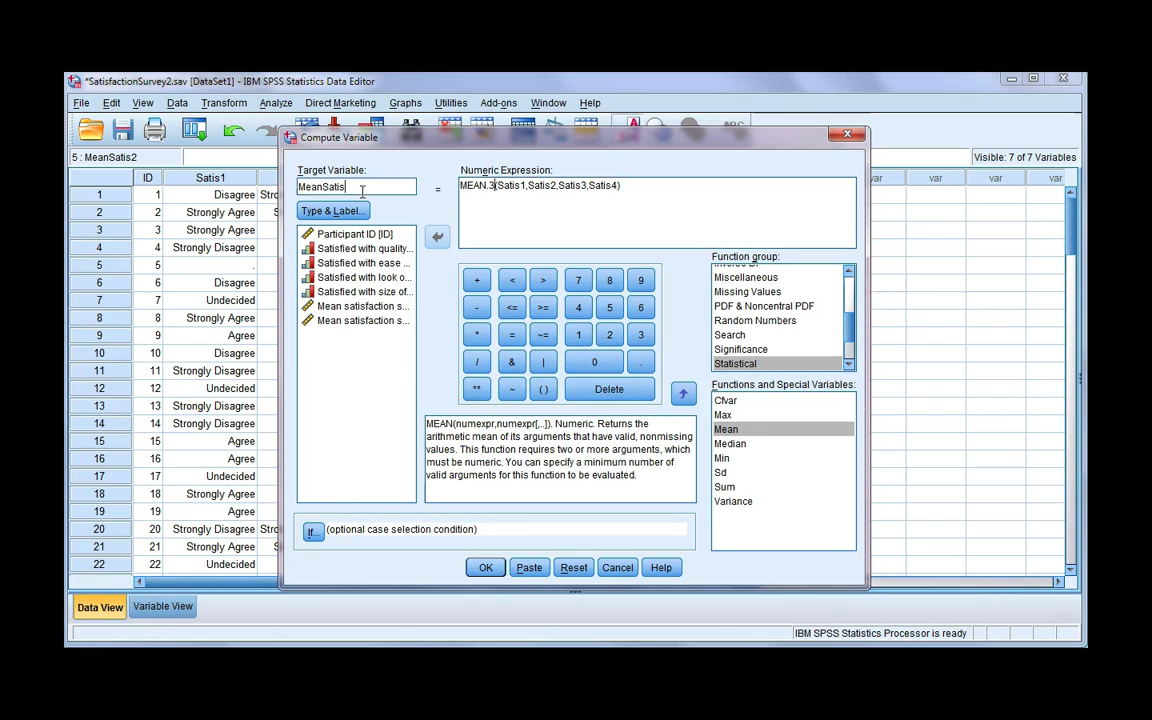 *SatisfactionSurvey2.sav [DataSet1] - IBM SPSS Statistics Data Editor
File Edit View Data Transform Analyze Direct Marketing Graphs Utilities Add-ons Window Help
Compute Variable
5 : MeanSatis2
Visible: 7 of 7 Variables
Target Variable:
MeanSatis
=
Numeric Expression:
MEAN.3(Satis1,Satis2,Satis3,Satis4)
Type & Label...
Participant ID [ID]
Satisfied with quality...
Satisfied with ease ...
Satisfied with look o...
Satisfied with size of...
Mean satisfaction s...
Mean satisfaction s...
+ < > 7 8 9
- <= >= 4 5 6
* = ~= 1 2 3
/ & | 0 .
** ~ ( ) Delete
Function group:
Miscellaneous
Missing Values
PDF & Noncentral PDF
Random Numbers
Search
Significance
Statistical
Functions and Special Variables:
Cfvar
Max
Mean
Median
Min
Sd
Sum
Variance
MEAN(numexpr,numexpr[,..]). Numeric. Returns the
arithmetic mean of its arguments that have valid, nonmissing
values. This function requires two or more arguments, which
must be numeric. You can specify a minimum number of
valid arguments for this function to be evaluated.
If... (optional case selection condition)
OK Paste Reset Cancel Help
ID Satis1 var var var
1 1 Disagree
2 2 Strongly Agree
3 3 Strongly Agree
4 4 Strongly Disagree
5 5 .
6 6 Disagree
7 7 Undecided
8 8 Strongly Agree
9 9 Agree
10 10 Disagree
11 11 Strongly Disagree
12 12 Undecided
13 13 Strongly Disagree
14 14 Strongly Disagree
15 15 Agree
16 16 Agree
17 17 Undecided
18 18 Strongly Agree
19 19 Agree
20 20 Strongly Disagree
21 21 Strongly Agree
22 22 Undecided
Data View Variable View
IBM SPSS Statistics Processor is ready